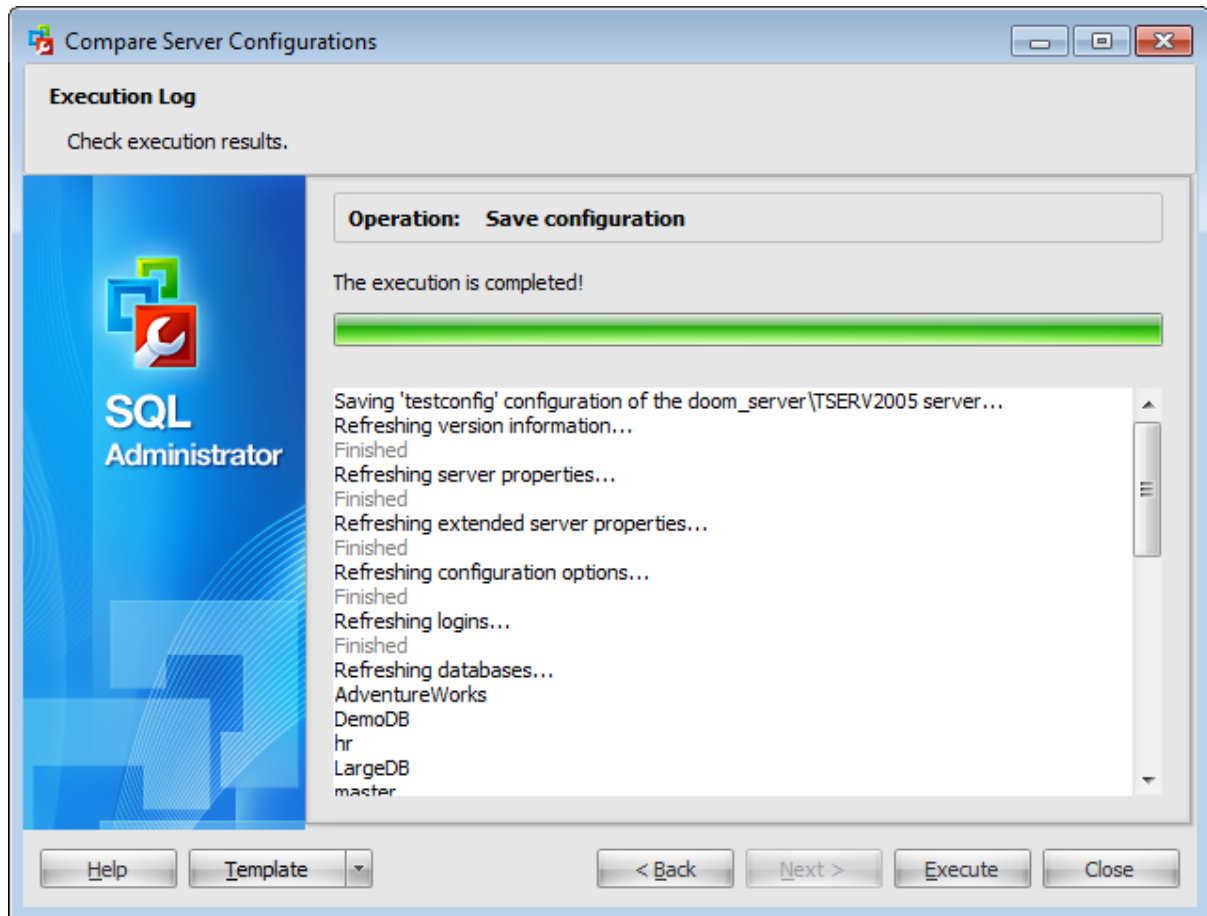 Compare Server Configurations
Execution Log
Check execution results.
SQL
Administrator
Operation: Save configuration
The execution is completed!
Saving 'testconfig' configuration of the doom_server\TSERV2005 server...
Refreshing version information...
Finished
Refreshing server properties...
Finished
Refreshing extended server properties...
Finished
Refreshing configuration options...
Finished
Refreshing logins...
Finished
Refreshing databases...
AdventureWorks
DemoDB
hr
LargeDB
master
Help Template < Back Next > Execute Close